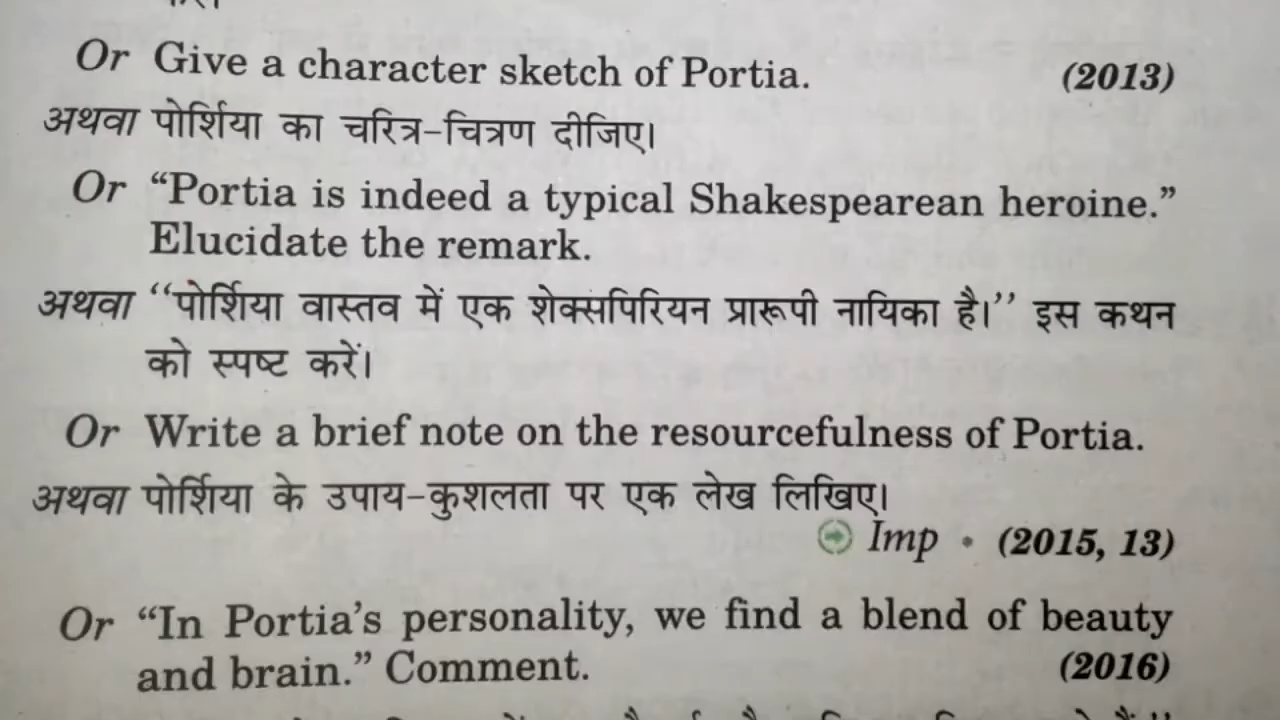 Or Give a character sketch of Portia. (2013)
अथवा पोर्शिया का चरित्र-चित्रण दीजिए।
Or “Portia is indeed a typical Shakespearean heroine.”
Elucidate the remark.
अथवा ‘‘पोर्शिया वास्तव में एक शेक्सपिरियन प्रारूपी नायिका है।’’ इस कथन
को स्पष्ट करें।
Or Write a brief note on the resourcefulness of Portia.
अथवा पोर्शिया के उपाय-कुशलता पर एक लेख लिखिए।
Imp • (2015, 13)
Or “In Portia’s personality, we find a blend of beauty
and brain.” Comment. (2016)